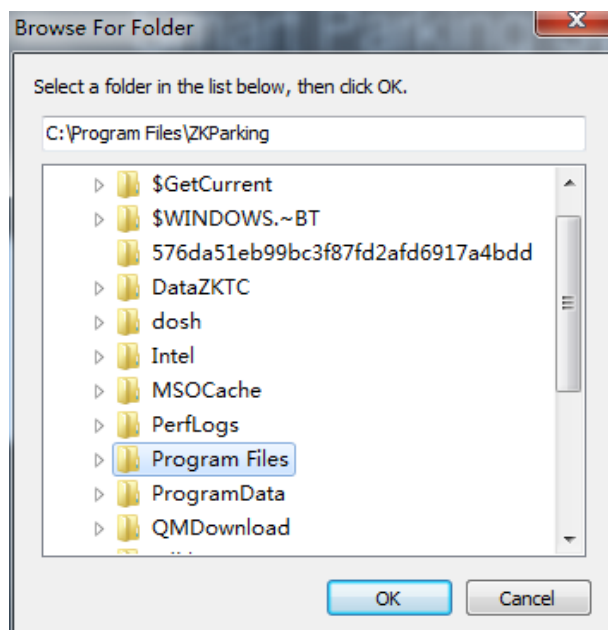 Browse For Folder
Select a folder in the list below, then click OK.
C:\Program Files\ZKParking
$GetCurrent
$WINDOWS.~BT
576da51eb99bc3f87fd2afd6917a4bdd
DataZKTC
dosh
Intel
MSOCache
PerfLogs
Program Files
ProgramData
QMDownload
OK
Cancel